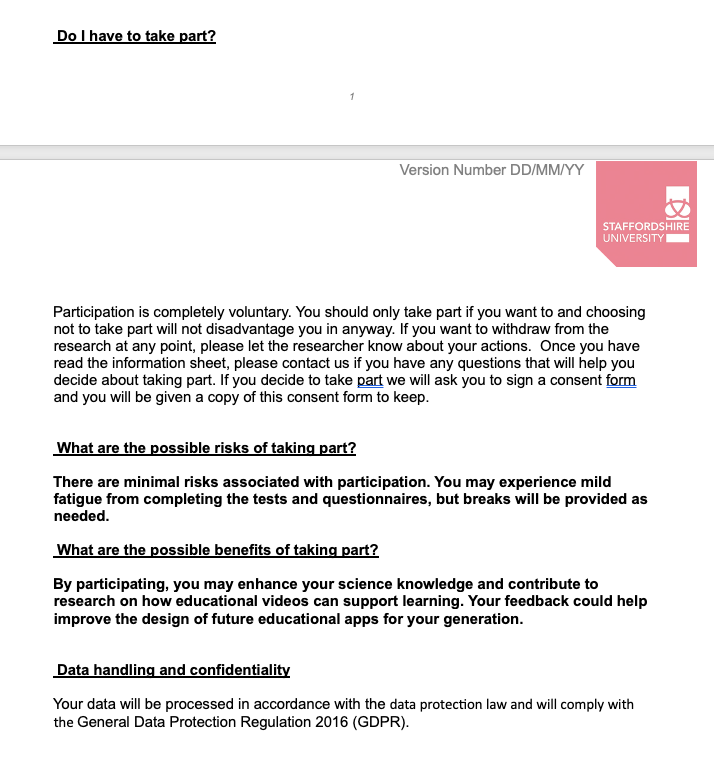 Do I have to take part?
1
Version Number DD/MM/YY
STAFFORDSHIRE
UNIVERSITY
Participation is completely voluntary. You should only take part if you want to and choosing
not to take part will not disadvantage you in anyway. If you want to withdraw from the
research at any point, please let the researcher know about your actions.  Once you have
read the information sheet, please contact us if you have any questions that will help you
decide about taking part. If you decide to take part we will ask you to sign a consent form
and you will be given a copy of this consent form to keep.
What are the possible risks of taking part?
There are minimal risks associated with participation. You may experience mild
fatigue from completing the tests and questionnaires, but breaks will be provided as
needed.
What are the possible benefits of taking part?
By participating, you may enhance your science knowledge and contribute to
research on how educational videos can support learning. Your feedback could help
improve the design of future educational apps for your generation.
Data handling and confidentiality
Your data will be processed in accordance with the data protection law and will comply with
the General Data Protection Regulation 2016 (GDPR).